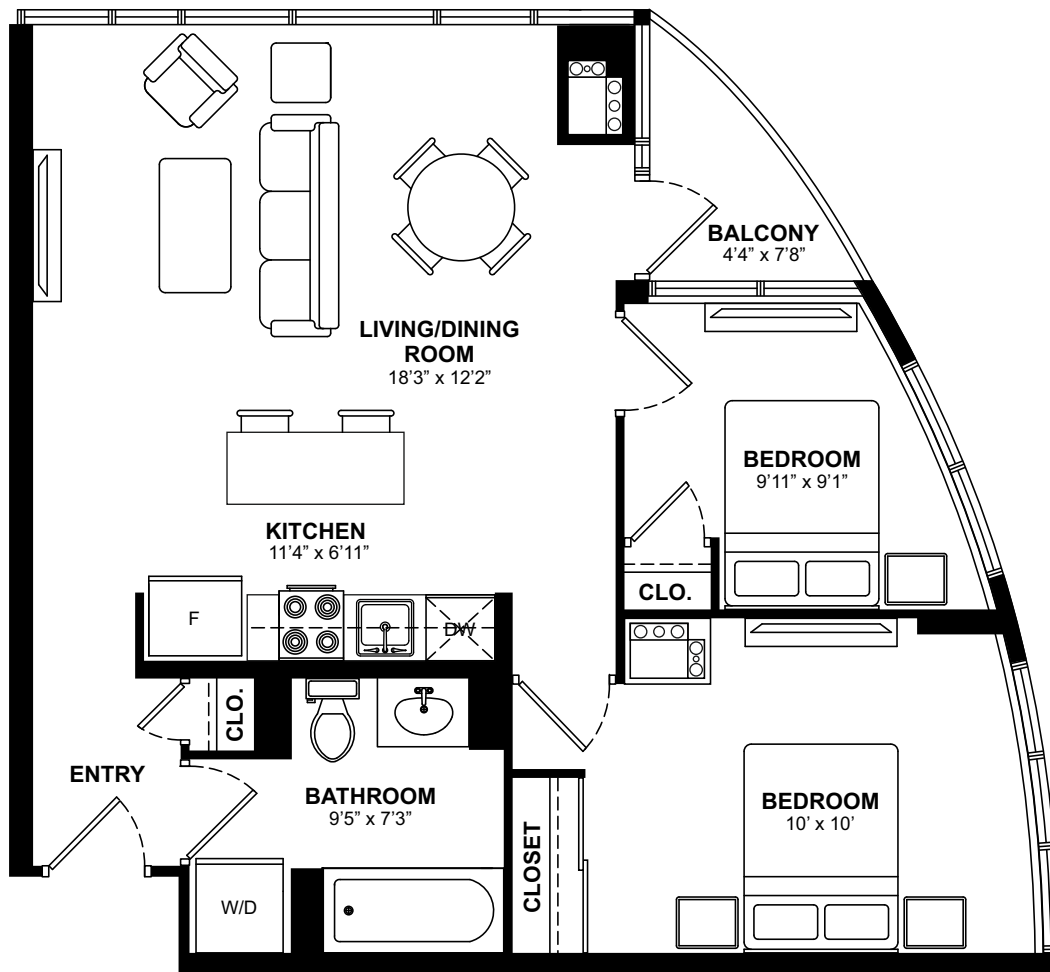 BALCONY
4'4” x 7'8”
LIVING/DINING
ROOM
18'3” x 12'2”
BEDROOM
9'11” x 9'1”
KITCHEN
11'4” x 6'11”
CLO.
F
DW
CLO.
ENTRY
BATHROOM
9'5” x 7'3”
BEDROOM
10' x 10'
CLOSET
W/D